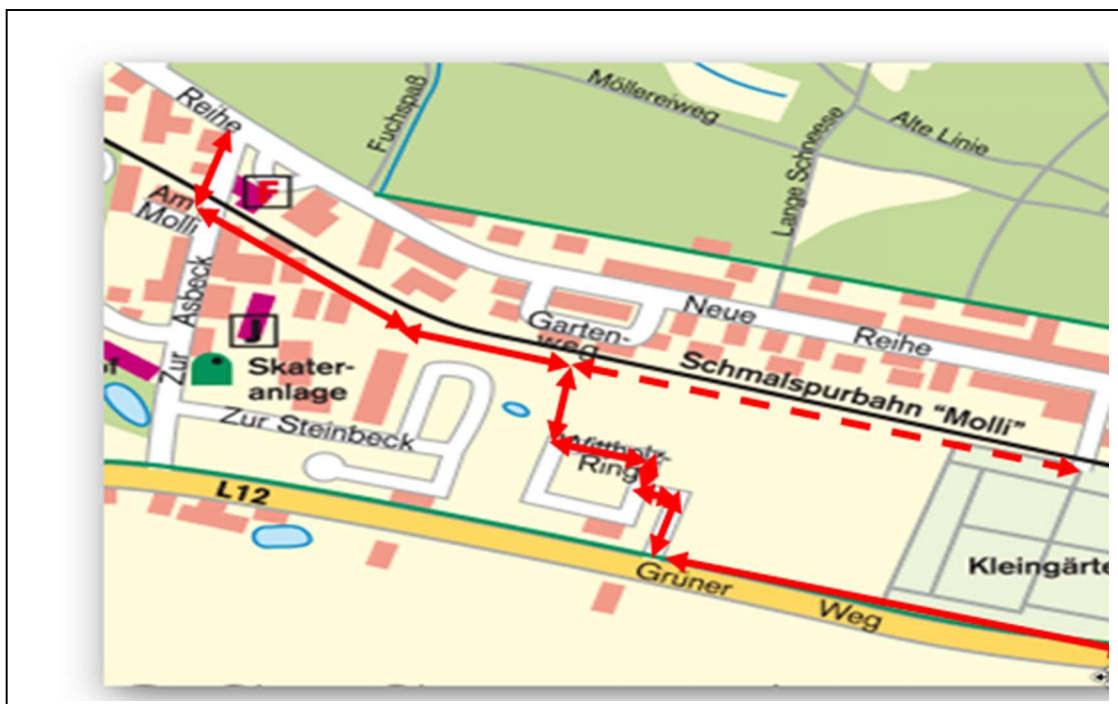 Reihe
Fuchspaß
Möllereiweg
Lange Schneese
Alte Linie
F
Am
Molli
Zur Asbeck
J
Skater-
anlage
Garten-
weg
Neue Reihe
Schmalspurbahn "Molli"
Zur Steinbeck
Ring
L12
Grüner Weg
Kleingärte